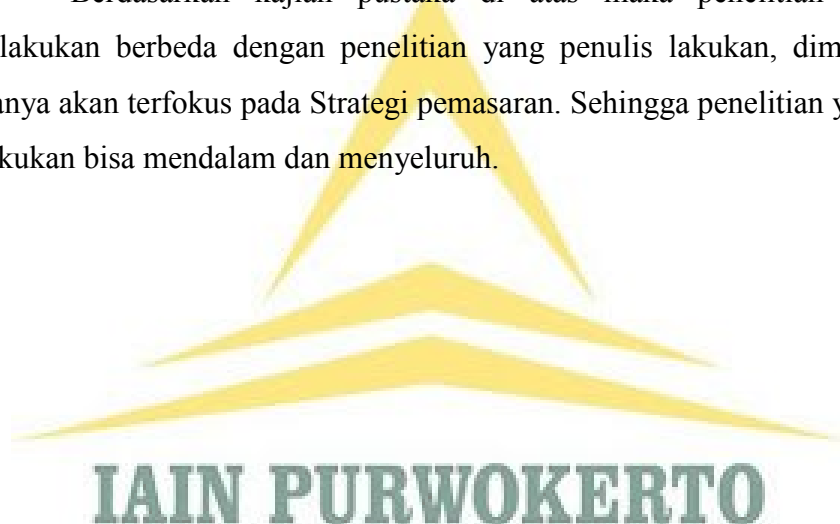 Berdasarkan kajian pustaka di atas maka penelitian
lakukan berbeda dengan penelitian yang penulis lakukan, dim
anya akan terfokus pada Strategi pemasaran. Sehingga penelitian y
kukan bisa mendalam dan menyeluruh.
IAIN PURWOKERTO